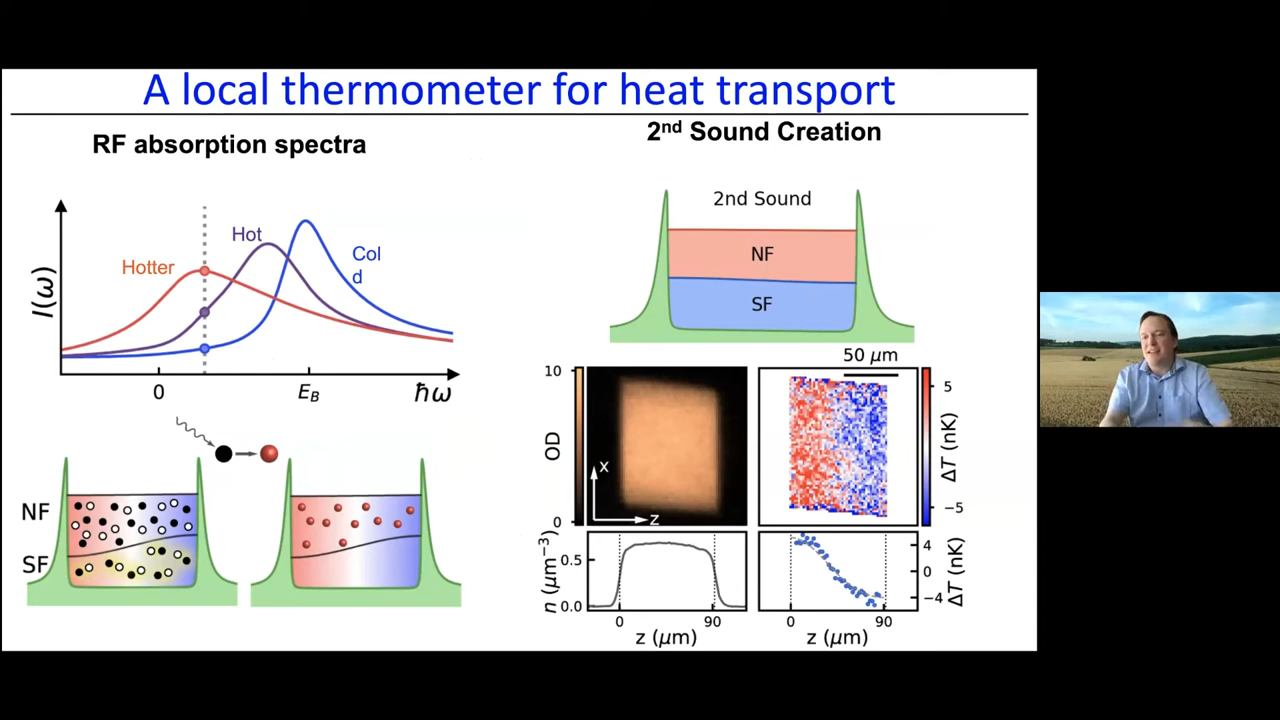 A local thermometer for heat transport
RF absorption spectra
I(ω)
Hotter
Hot
Col
d
0
E_B
ħω
NF
SF
2nd Sound Creation
2nd Sound
NF
SF
50 μm
10
OD
0
x
z
5
−5
ΔT (nK)
n (μm⁻³)
0.5
0.0
0
90
z (μm)
4
0
−4
ΔT (nK)
0
90
z (μm)